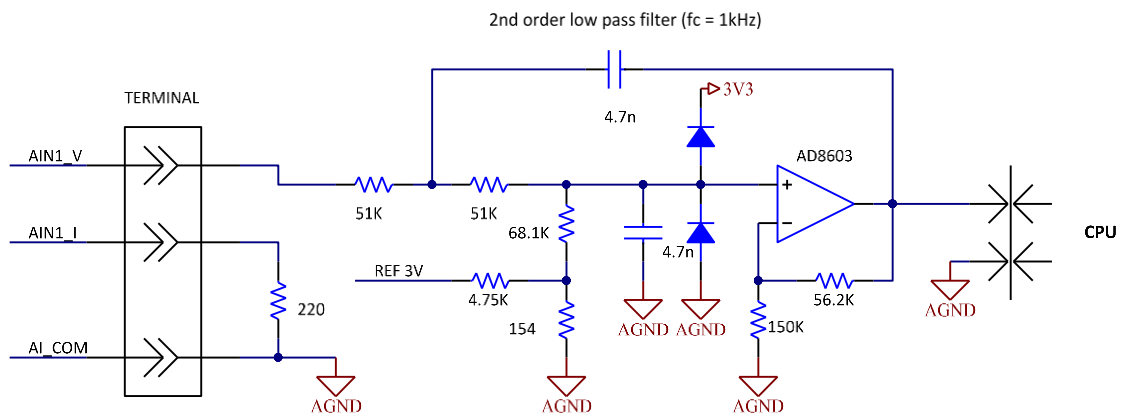 2nd order low pass filter (fc = 1kHz)
TERMINAL
4.7n
3V3
AIN1_V
AD8603
51K
51K
68.1K
AIN1_I
4.7n
CPU
REF 3V
4.75K
56.2K
220
154
AGND
AGND
150K
AGND
AI_COM
AGND
AGND
AGND